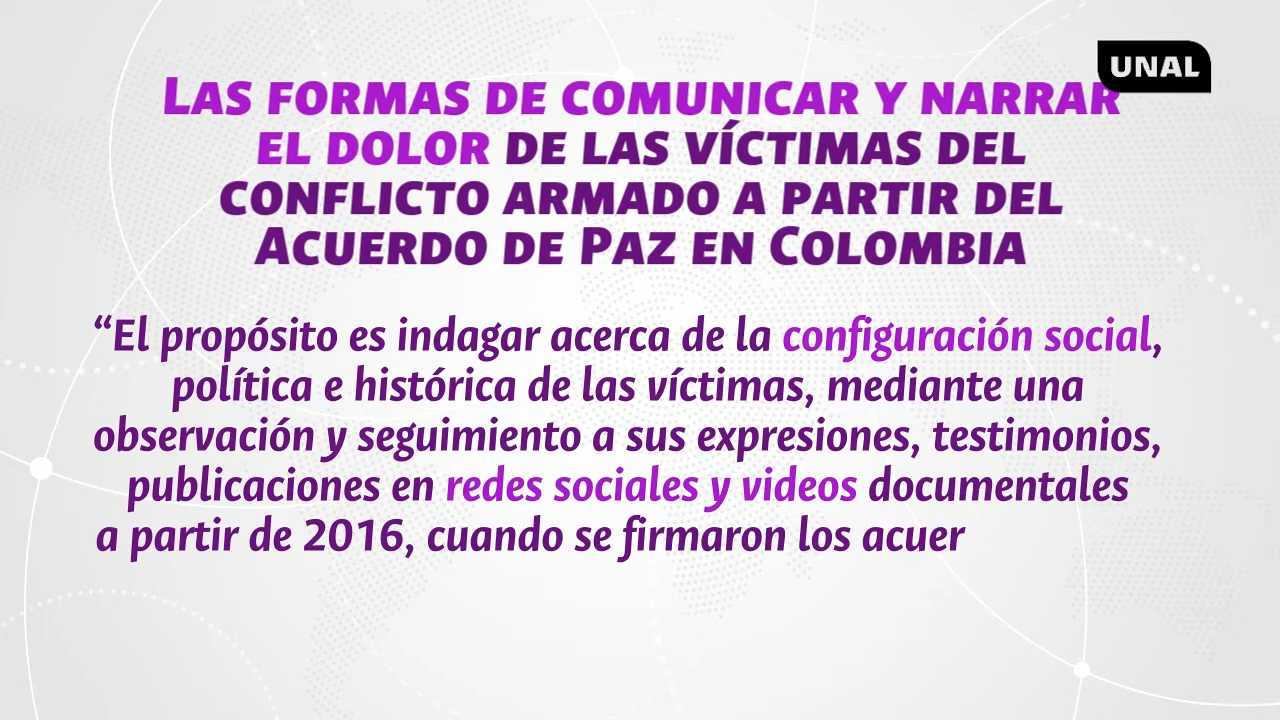 UNAL
LAS FORMAS DE COMUNICAR Y NARRAR
EL DOLOR DE LAS VÍCTIMAS DEL
CONFLICTO ARMADO A PARTIR DEL
ACUERDO DE PAZ EN COLOMBIA
“El propósito es indagar acerca de la configuración social,
política e histórica de las víctimas, mediante una
observación y seguimiento a sus expresiones, testimonios,
publicaciones en redes sociales y videos documentales
a partir de 2016, cuando se firmaron los acuer